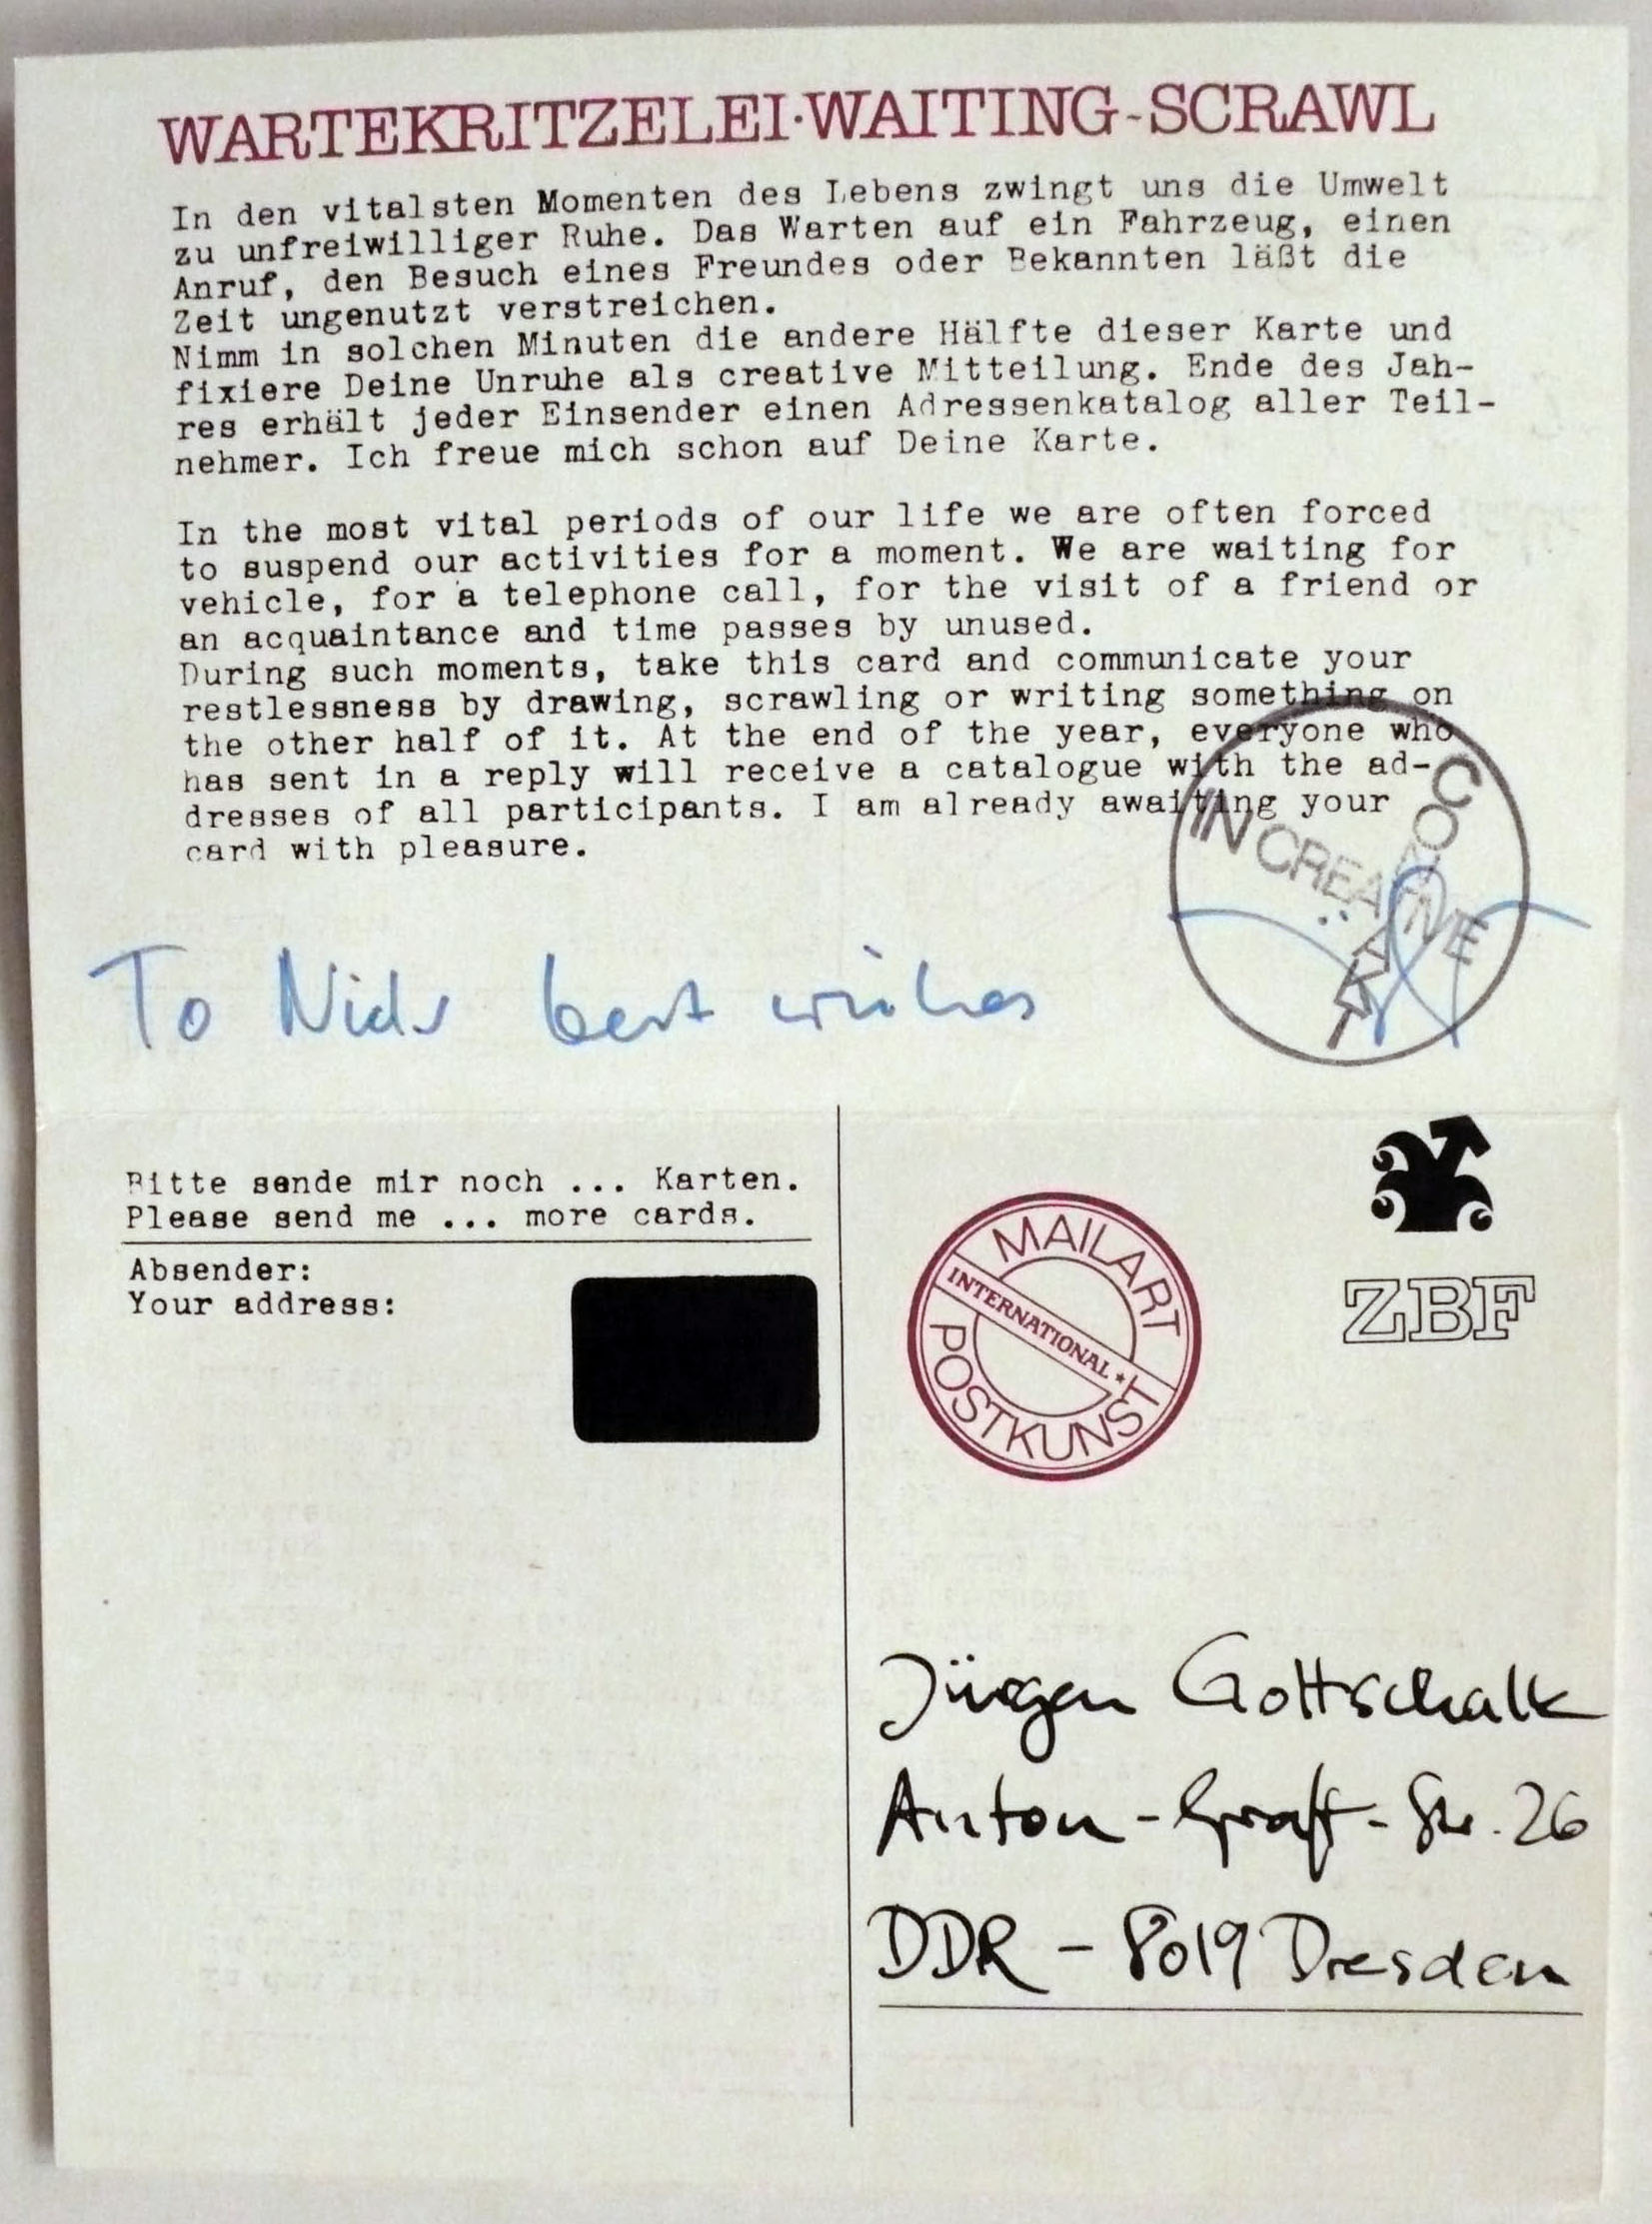 WARTEKRITZELEI·WAITING-SCRAWL
In den vitalsten Momenten des Lebens zwingt uns die Umwelt
zu unfreiwilliger Ruhe. Das Warten auf ein Fahrzeug, einen
Anruf, den Besuch eines Freundes oder Bekannten läßt die
Zeit ungenutzt verstreichen.
Nimm in solchen Minuten die andere Hälfte dieser Karte und
fixiere Deine Unruhe als creative Mitteilung. Ende des Jah-
res erhält jeder Einsender einen Adressenkatalog aller Teil-
nehmer. Ich freue mich schon auf Deine Karte.
In the most vital periods of our life we are often forced
to suspend our activities for a moment. We are waiting for
vehicle, for a telephone call, for the visit of a friend or
an acquaintance and time passes by unused.
During such moments, take this card and communicate your
restlessness by drawing, scrawling or writing something on
the other half of it. At the end of the year, everyone who
has sent in a reply will receive a catalogue with the ad-
dresses of all participants. I am already awaiting your
card with pleasure.
IN CREATIVE
To best wishes
Bitte sende mir noch ... Karten.
Please send me ... more cards.
Absender:
Your address:
MAILART
INTERNATIONAL *
POSTKUNST
ZBF
Jürgen Gottschalk
Anton-Graff-Str. 26
DDR - 8019 Dresden